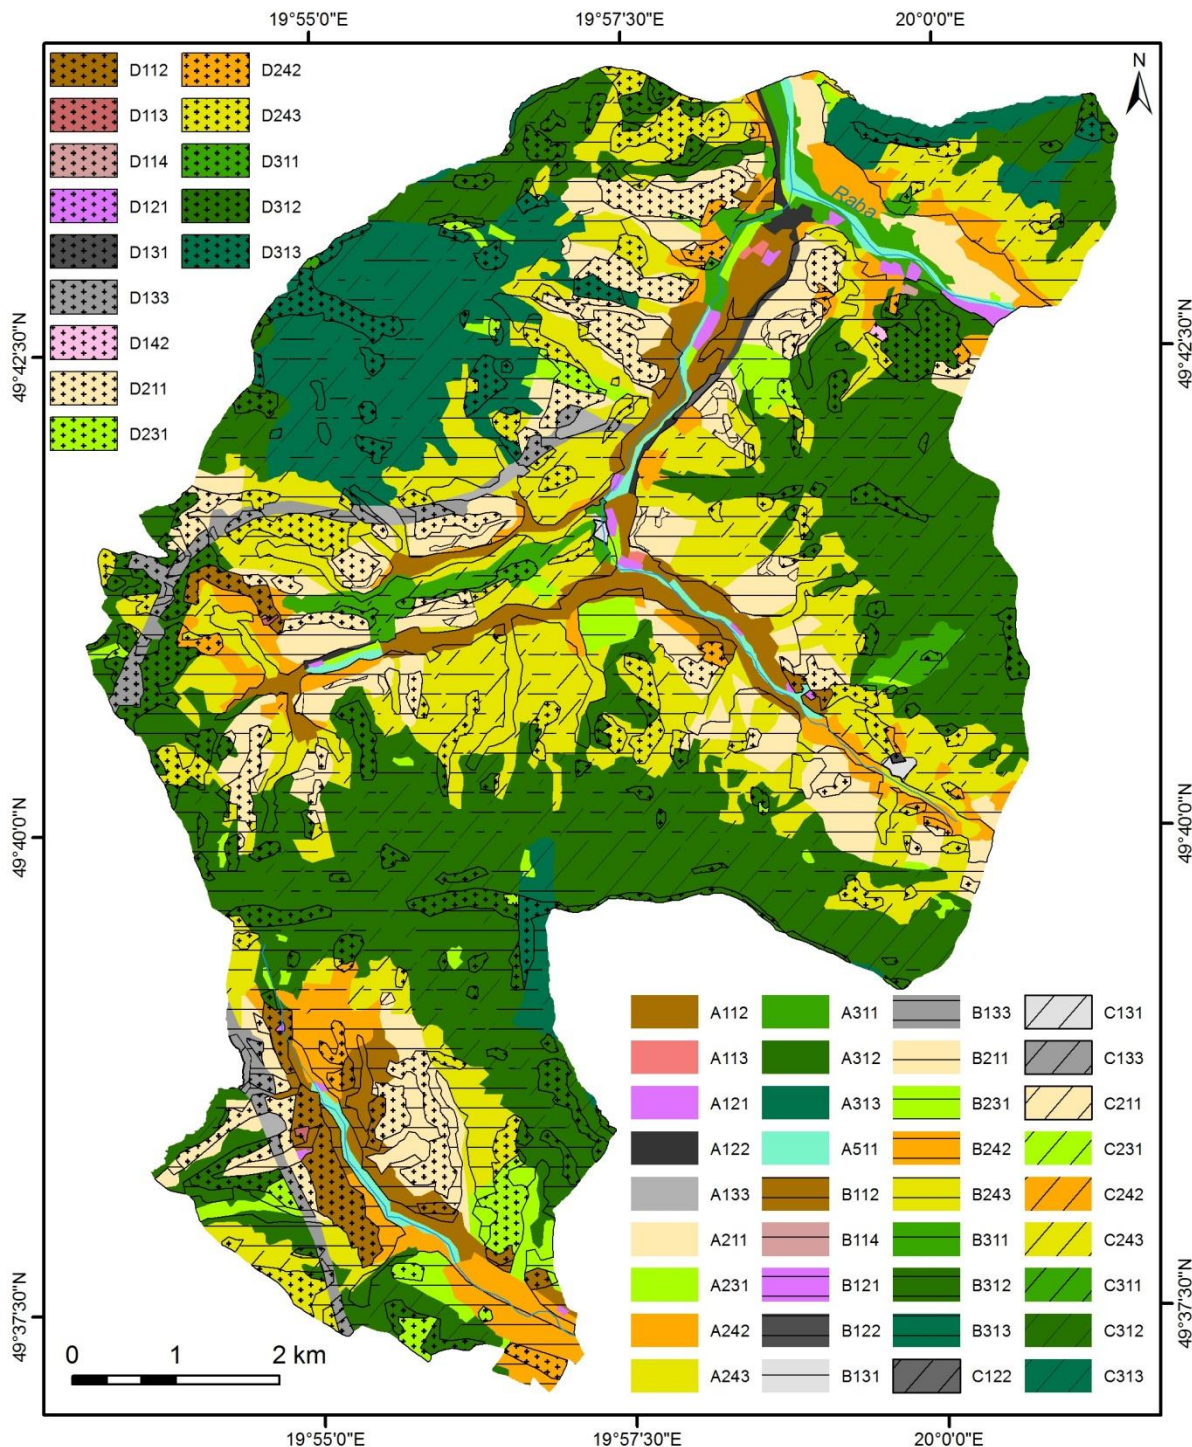 19°55'0"E 19°57'30"E 20°0'0"E
N
D112 D242
D113 D243
D114 D311
D121 D312
D131 D313
D133
D142
D211
D231
Raba
49°42'30"N 49°42'30"N
49°40'0"N 49°40'0"N
49°37'30"N 49°37'30"N
A112 A311 B133 C131
A113 A312 B211 C133
A121 A313 B231 C211
A122 A511 B242 C231
A133 B112 B243 C242
A211 B114 B311 C243
A231 B121 B312 C311
A242 B122 B313 C312
A243 B131 C122 C313
0 1 2 km
19°55'0"E 19°57'30"E 20°0'0"E